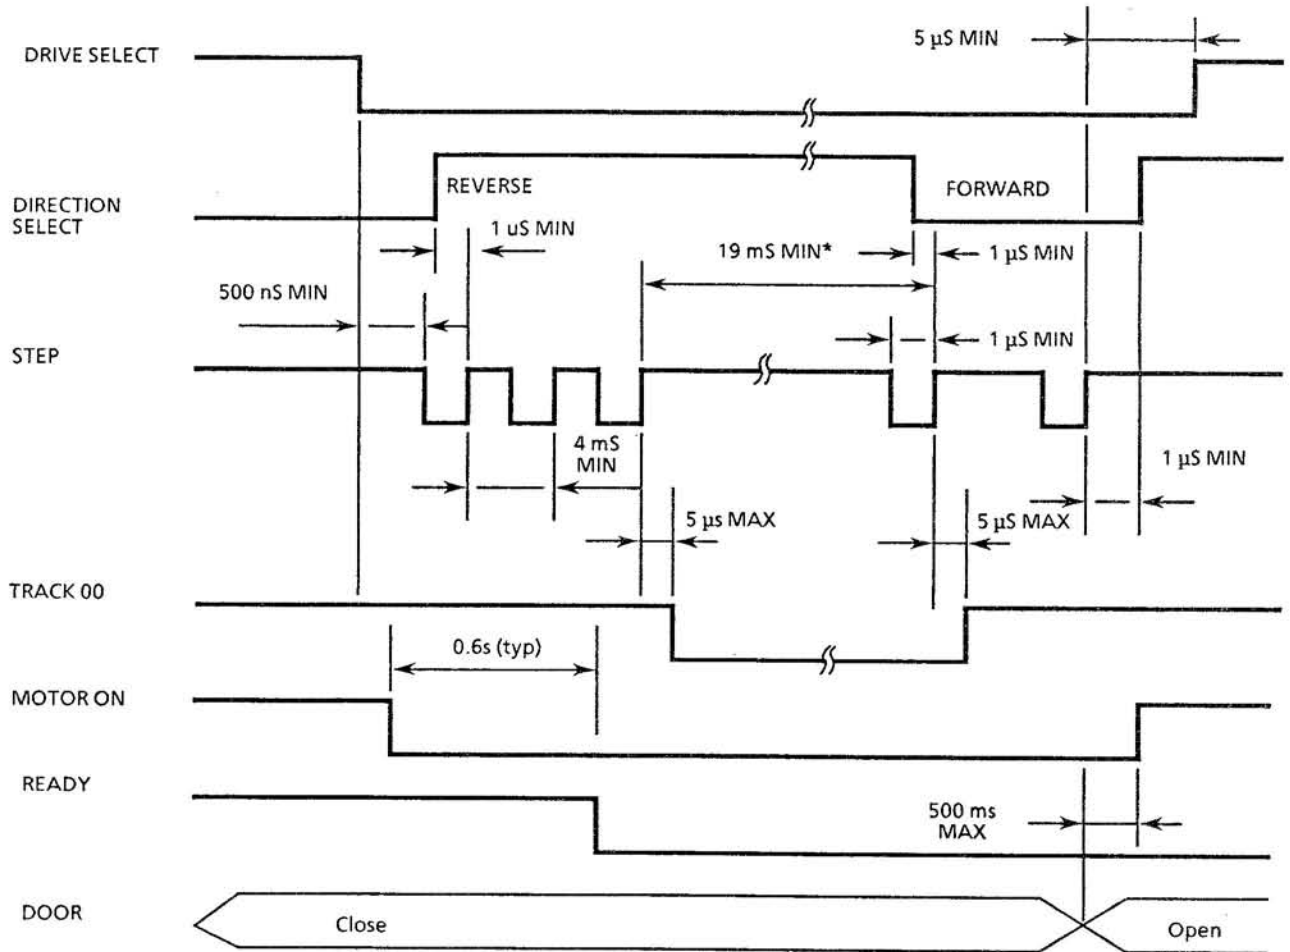 5 µS MIN
DRIVE SELECT
REVERSE
FORWARD
DIRECTION
SELECT
1 uS MIN
19 mS MIN*
1 µS MIN
500 nS MIN
STEP
1 µS MIN
4 mS
MIN
1 µS MIN
5 µs MAX
5 µS MAX
TRACK 00
0.6s (typ)
MOTOR ON
READY
500 ms
MAX
DOOR
Close
Open